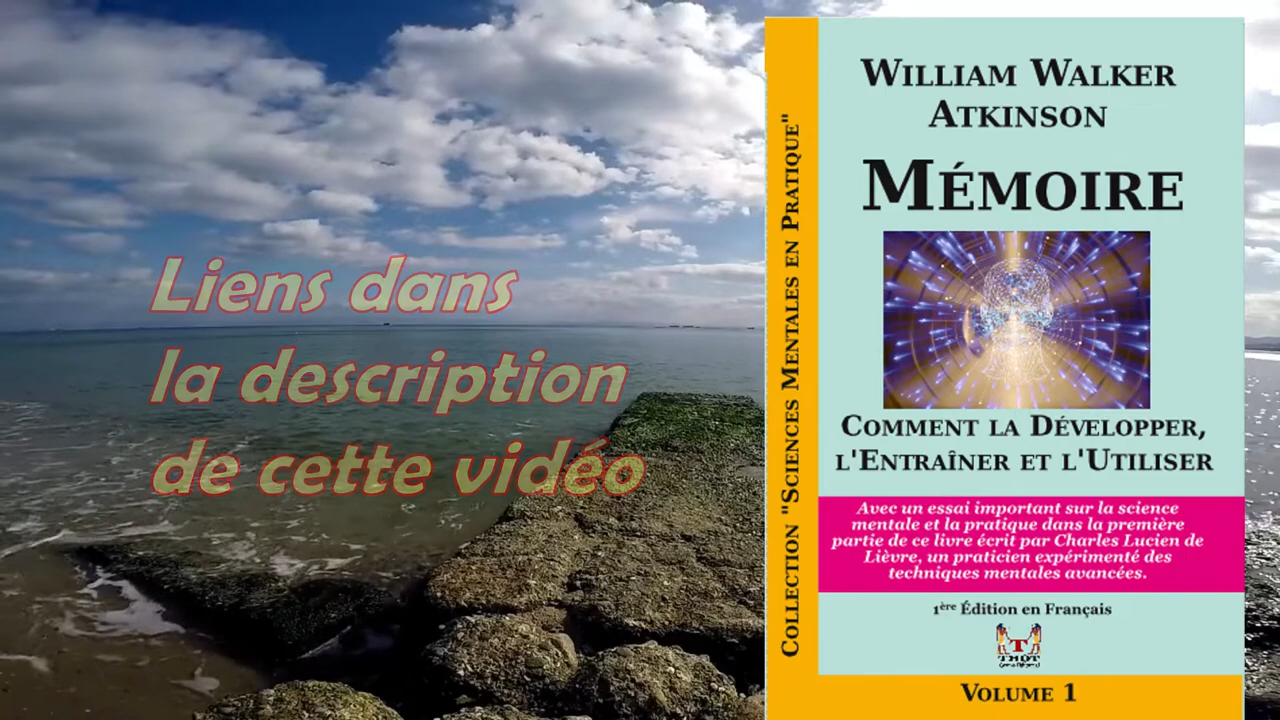 Liens dans
la description
de cette vidéo
Collection "Sciences Mentales en Pratique"
William Walker
Atkinson
Mémoire
Comment la Développer,
l'Entraîner et l'Utiliser
Avec un essai important sur la science
mentale et la pratique dans la première
partie de ce livre écrit par Charles Lucien de
Lièvre, un praticien expérimenté des
techniques mentales avancées.
1ère Édition en Français
T
THOT
Volume 1